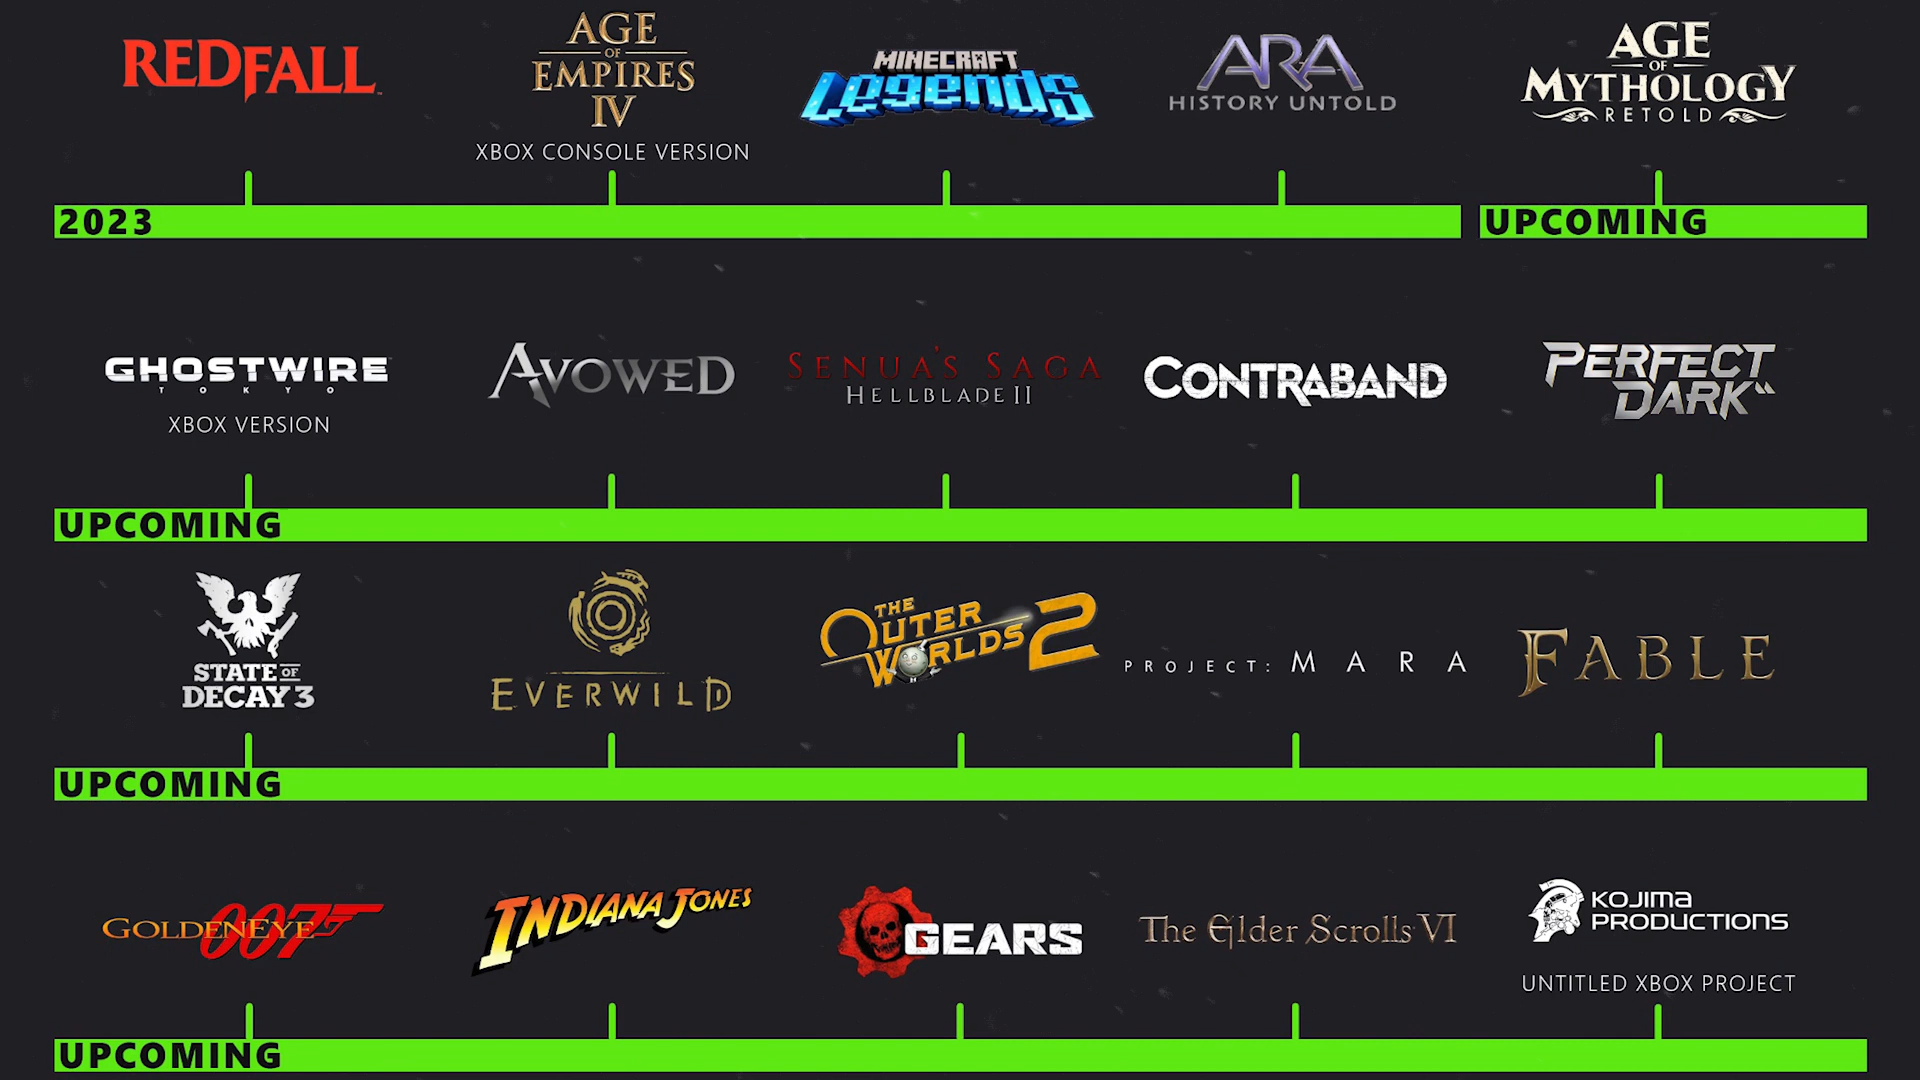 REDFALL
AGE
OF
EMPIRES
IV
XBOX CONSOLE VERSION
MINECRAFT
Legends
ARA
HISTORY UNTOLD
AGE
OF
MYTHOLOGY
RETOLD
2023
UPCOMING
GHOSTWIRE
TOKYO
XBOX VERSION
AVOWED
SENUA'S SAGA
HELLBLADE II
CONTRABAND
PERFECT
DARK
UPCOMING
STATE OF
DECAY 3
EVERWILD
THE
OUTER
WORLDS 2
PROJECT: MARA
FABLE
UPCOMING
GOLDENEYE 007
INDIANA JONES
GEARS
The Elder Scrolls VI
KOJIMA
PRODUCTIONS
UNTITLED XBOX PROJECT
UPCOMING